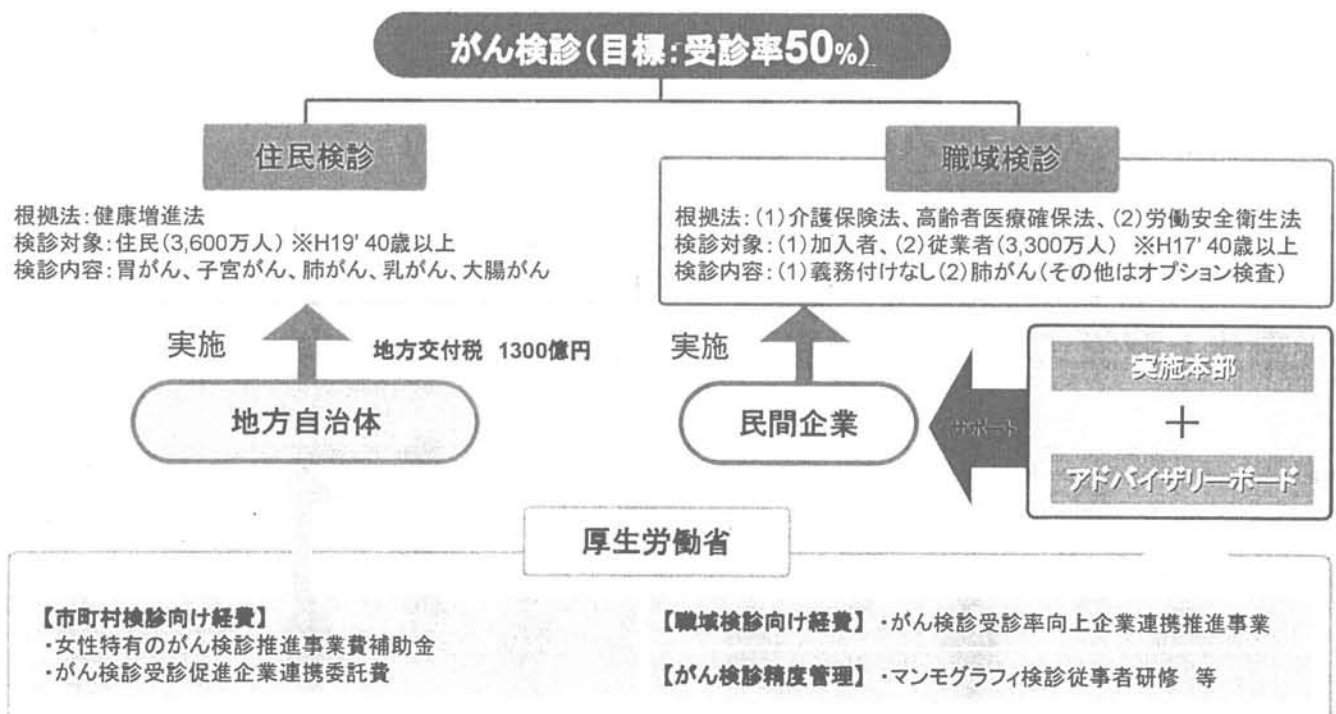 がん検診(目標:受診率50%)
住民検診
根拠法:健康増進法
検診対象:住民(3,600万人) ※H19' 40歳以上
検診内容:胃がん、子宮がん、肺がん、乳がん、大腸がん
職域検診
根拠法:(1)介護保険法、高齢者医療確保法、(2)労働安全衛生法
検診対象:(1)加入者、(2)従業者(3,300万人) ※H17' 40歳以上
検診内容:(1)義務付けなし(2)肺がん(その他はオプション検査)
実施
地方交付税 1300億円
地方自治体
実施
民間企業
サポート
実施本部
+
アドバイザリーボード
厚生労働省
【市町村検診向け経費】
・女性特有のがん検診推進事業費補助金
・がん検診受診促進企業連携委託費
【職域検診向け経費】 ・がん検診受診率向上企業連携推進事業
【がん検診精度管理】 ・マンモグラフィ検診従事者研修 等